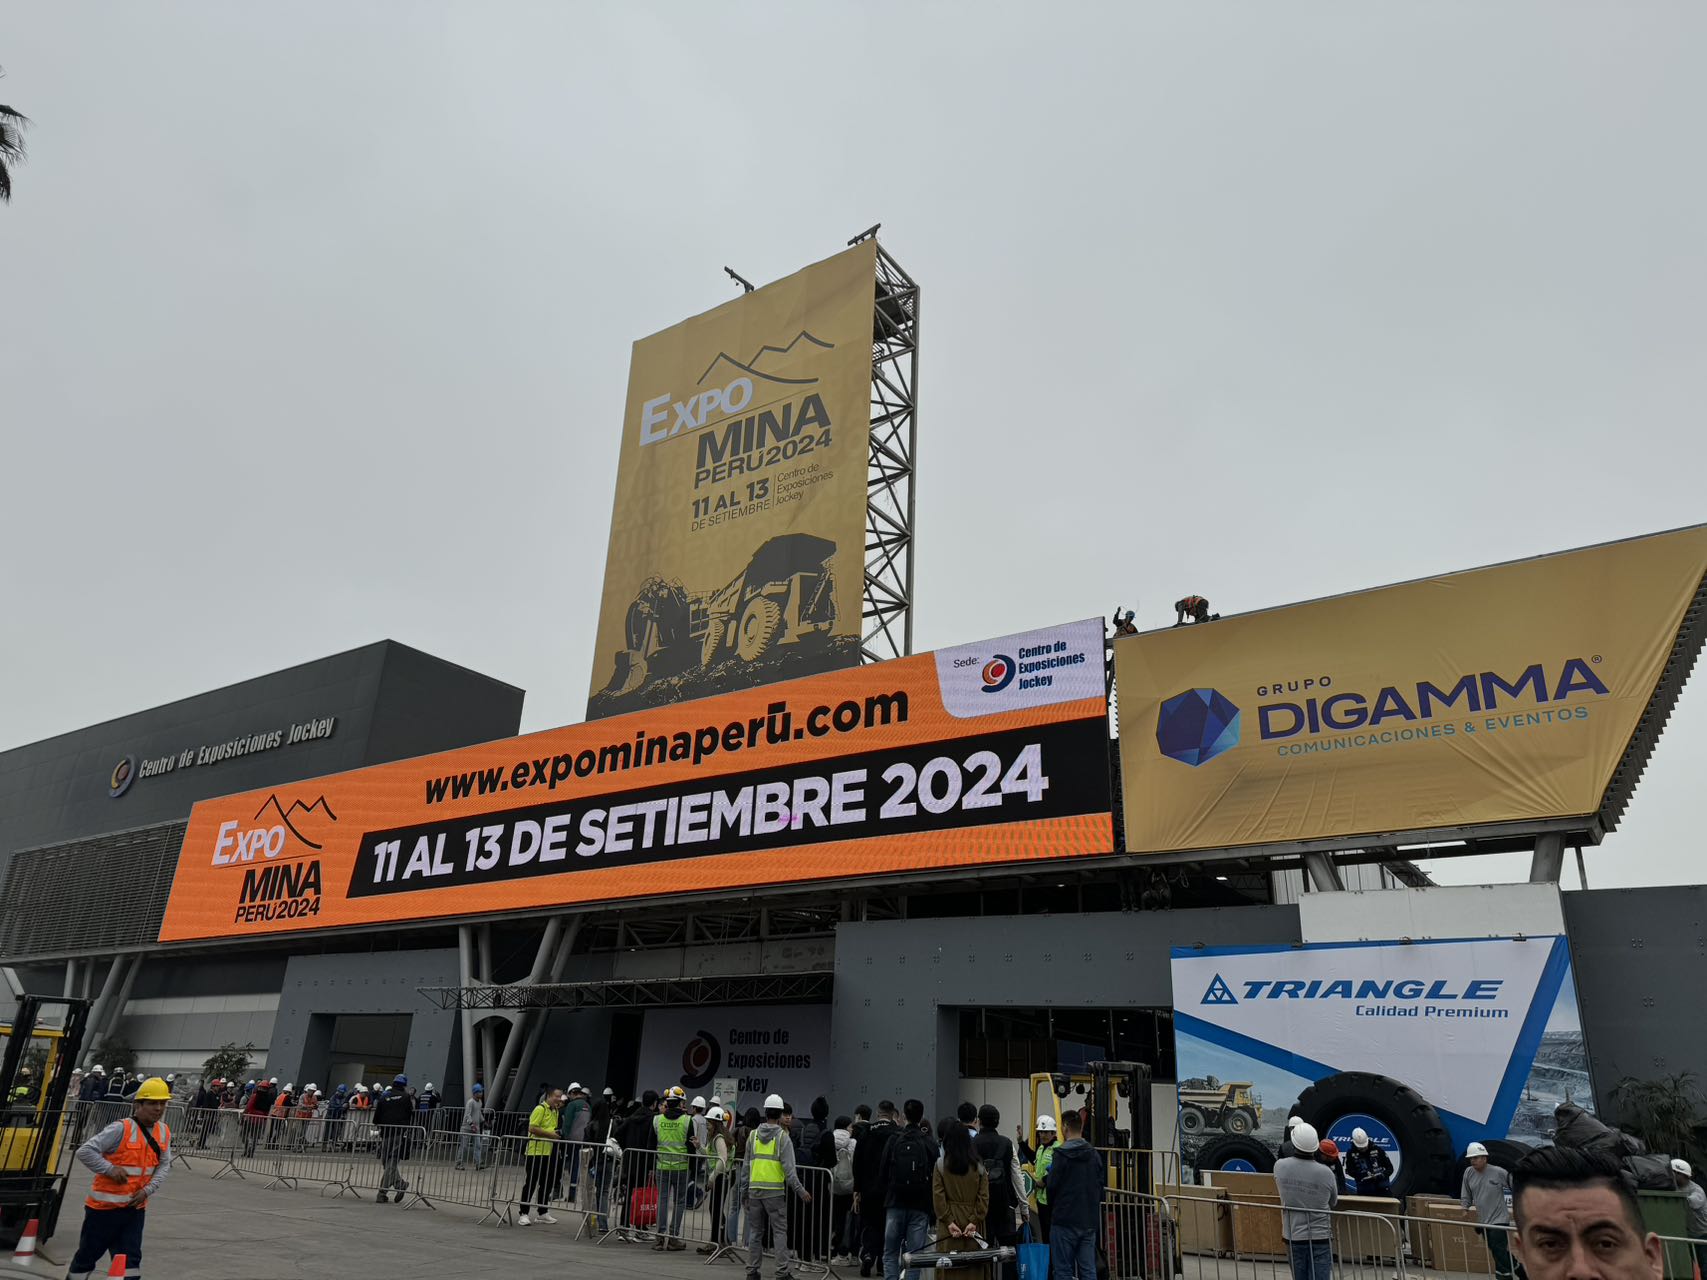 EXPO
MINA
PERÚ2024
11 AL 13
DE SETIEMBRE
Centro de
Exposiciones
Jockey
Centro de Exposiciones Jockey
EXPO
MINA
PERÚ2024
www.expominaperū.com
11 AL 13 DE SETIEMBRE 2024
Sede:
Centro de
Exposiciones
Jockey
GRUPO
DIGAMMA®
COMUNICACIONES & EVENTOS
Centro de
Exposiciones
Jockey
TRIANGLE
Calidad Premium
TRIANGLE